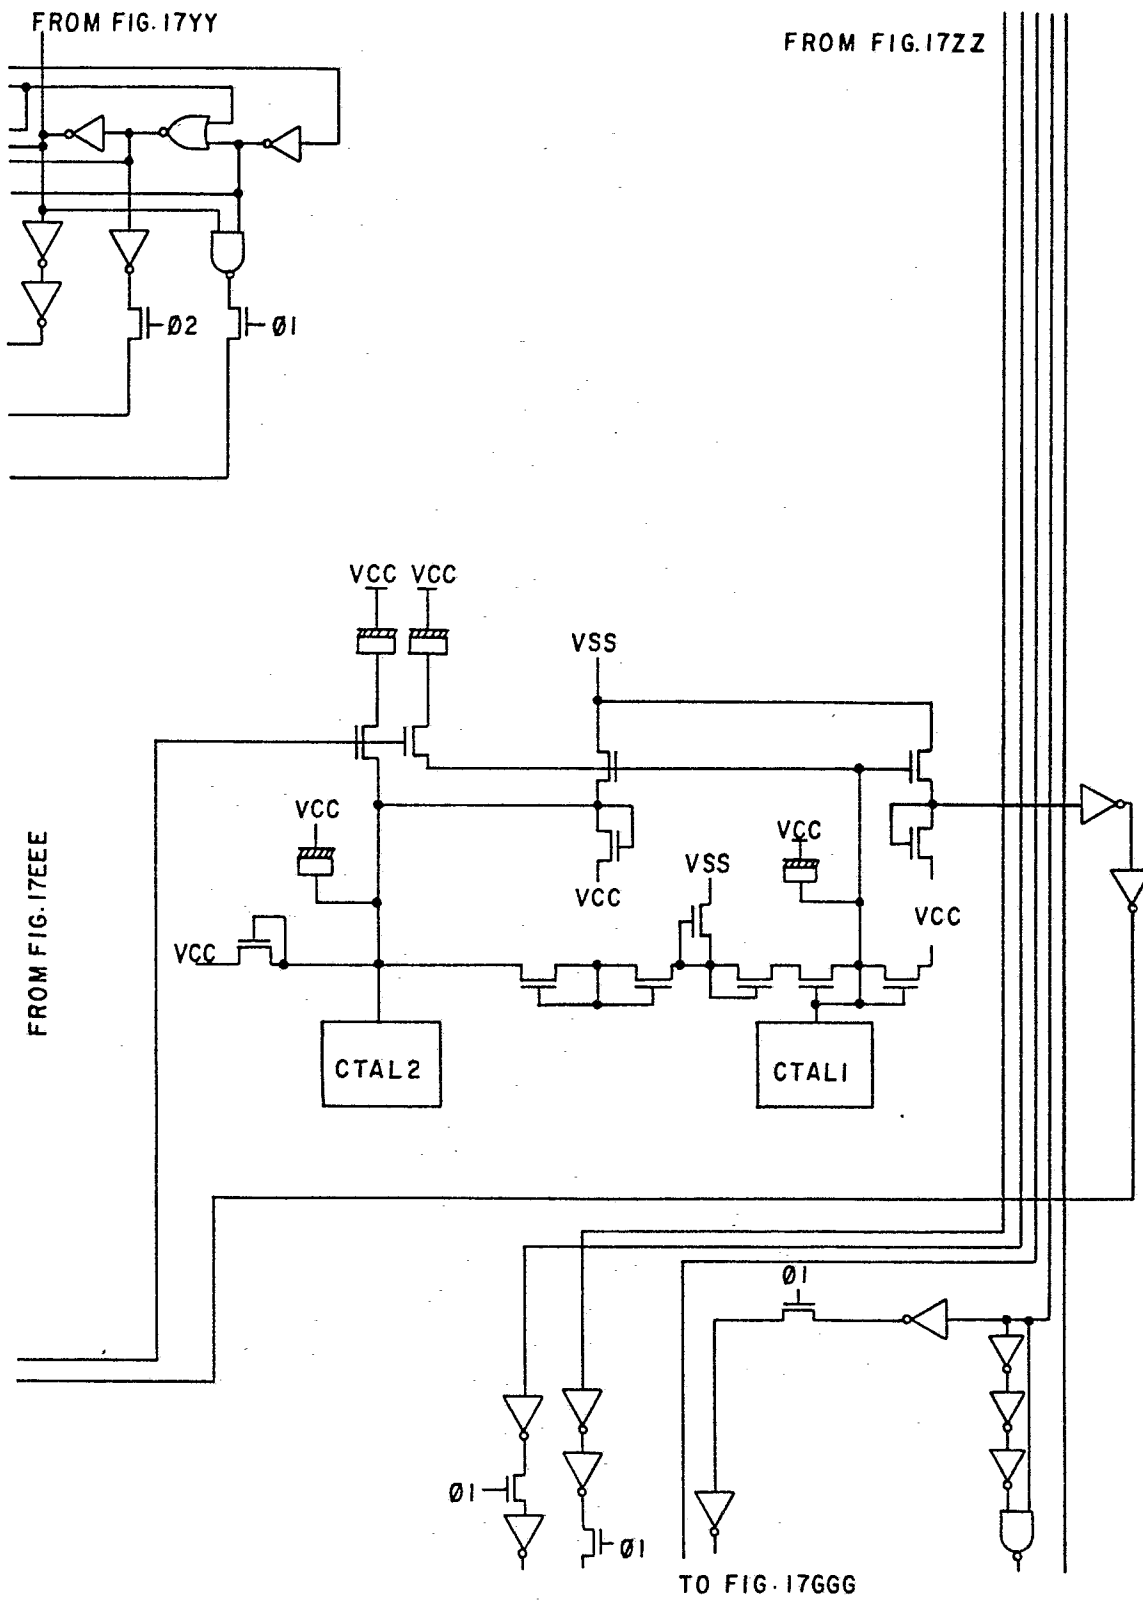 FROM FIG.17YY
FROM FIG.17ZZ
Ø2
Ø1
VCC VCC
VSS
VCC
VCC
VSS
VCC
VCC
VCC
FROM FIG.17EEE
CTAL2
CTAL1
Ø1
Ø1
Ø1
TO FIG.17GGG